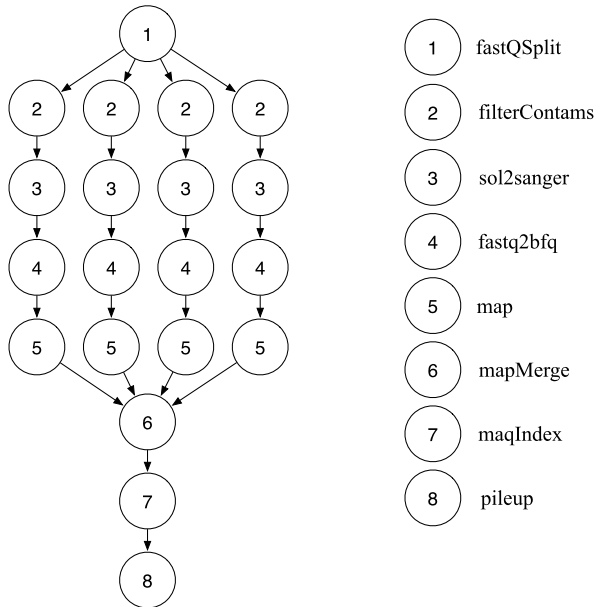 1
2 2 2 2
3 3 3 3
4 4 4 4
5 5 5 5
6
7
8
1 fastQSplit
2 filterContams
3 sol2sanger
4 fastq2bfq
5 map
6 mapMerge
7 maqIndex
8 pileup